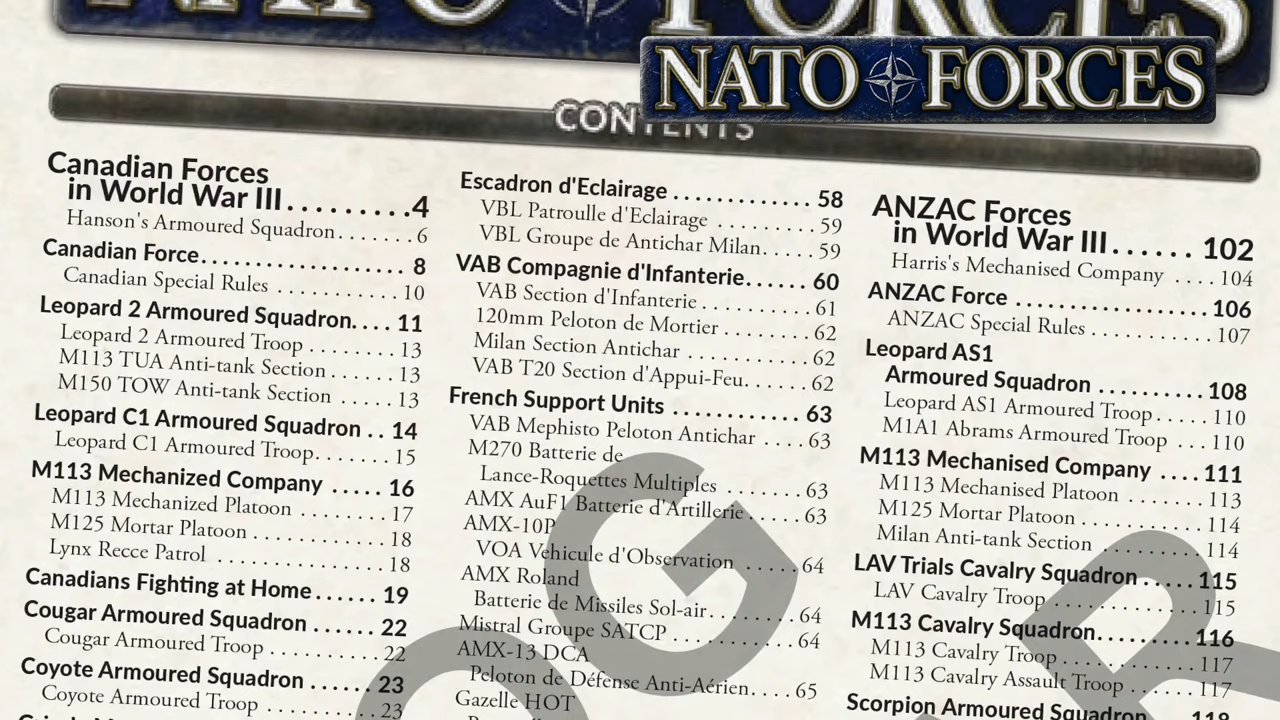 NATO FORCES
NATO FORCES
CONTENTS
Canadian Forces
in World War III.........4
Hanson's Armoured Squadron.......6
Canadian Force.................... 8
Canadian Special Rules ........... 10
Leopard 2 Armoured Squadron.... 11
Leopard 2 Armoured Troop ........ 13
M113 TUA Anti-tank Section ...... 13
M150 TOW Anti-tank Section ..... 13
Leopard C1 Armoured Squadron .. 14
Leopard C1 Armoured Troop....... 15
M113 Mechanized Company ..... 16
M113 Mechanized Platoon ......... 17
M125 Mortar Platoon ............. 18
Lynx Recce Patrol ................ 18
Canadians Fighting at Home...... 19
Cougar Armoured Squadron ...... 22
Cougar Armoured Troop .......... 22
Coyote Armoured Squadron ...... 23
Coyote Armoured Troop ...........23
Escadron d'Eclairage............ 58
VBL Patroulle d'Eclairage ......... 59
VBL Groupe de Antichar Milan.... 59
VAB Compagnie d'Infanterie...... 60
VAB Section d'Infanterie .......... 61
120mm Peloton de Mortier ........ 62
Milan Section Antichar ............ 62
VAB T20 Section d'Appui-Feu...... 62
French Support Units ............ 63
VAB Mephisto Peloton Antichar .... 63
M270 Batterie de
Lance-Roquettes Multiples ....... 63
AMX AuF1 Batterie d'Artillerie..... 63
AMX-10P
VOA Vehicule d'Observation ..... 64
AMX Roland
Batterie de Missiles Sol-air........ 64
Mistral Groupe SATCP ............ 64
AMX-13 DCA
Peloton de Défense Anti-Aérien.... 65
Gazelle HOT
ANZAC Forces
in World War III...... 102
Harris's Mechanised Company .... 104
ANZAC Force .................. 106
ANZAC Special Rules ............ 107
Leopard AS1
Armoured Squadron .......... 108
Leopard AS1 Armoured Troop..... 110
M1A1 Abrams Armoured Troop ... 110
M113 Mechanised Company .... 111
M113 Mechanised Platoon ........ 113
M125 Mortar Platoon ............ 114
Milan Anti-tank Section .......... 114
LAV Trials Cavalry Squadron .....115
LAV Cavalry Troop ............... 115
M113 Cavalry Squadron......... 116
M113 Cavalry Troop ............. 117
M113 Cavalry Assault Troop ...... 117
Scorpion Armoured Squadron ..... 118